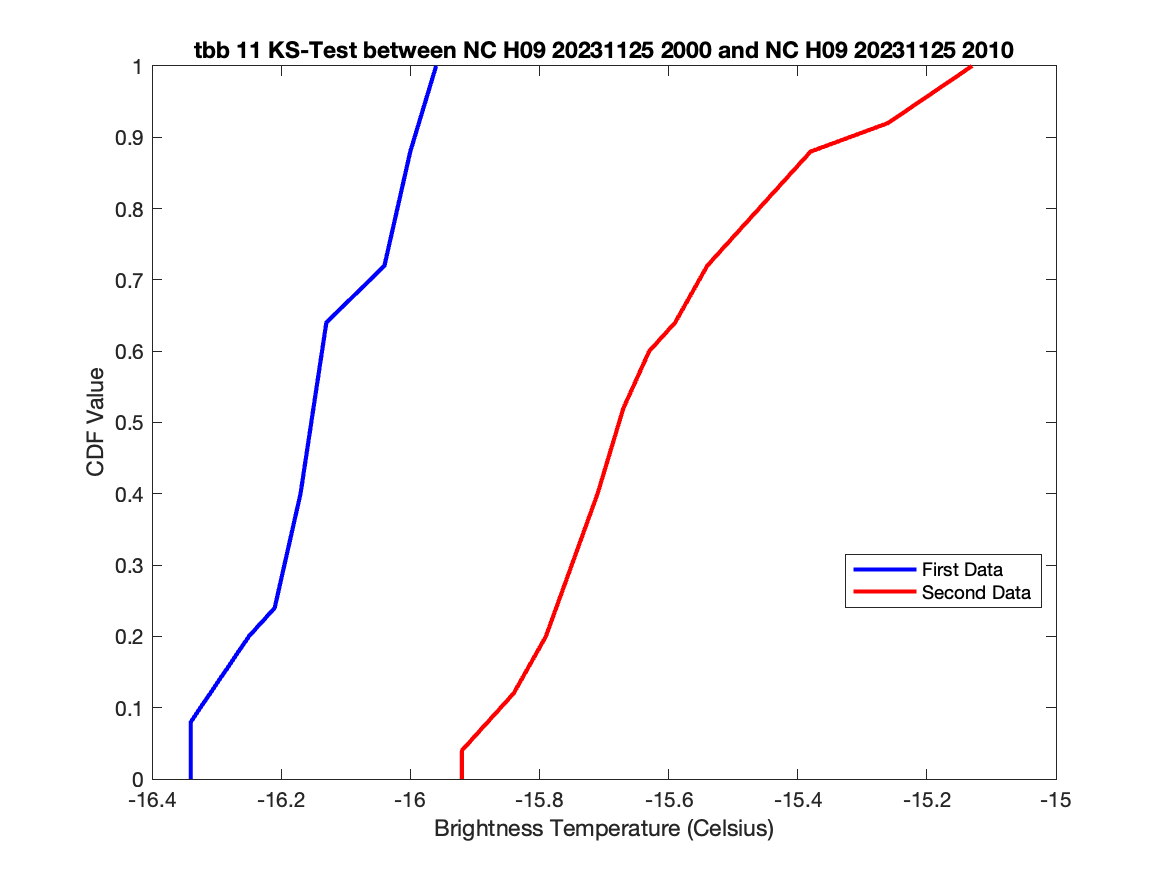 tbb 11 KS-Test between NC H09 20231125 2000 and NC H09 20231125 2010
1
0.9
0.8
0.7
0.6
0.5
0.4
0.3
0.2
0.1
0
CDF Value
First Data
Second Data
-16.4 -16.2 -16 -15.8 -15.6 -15.4 -15.2 -15
Brightness Temperature (Celsius)